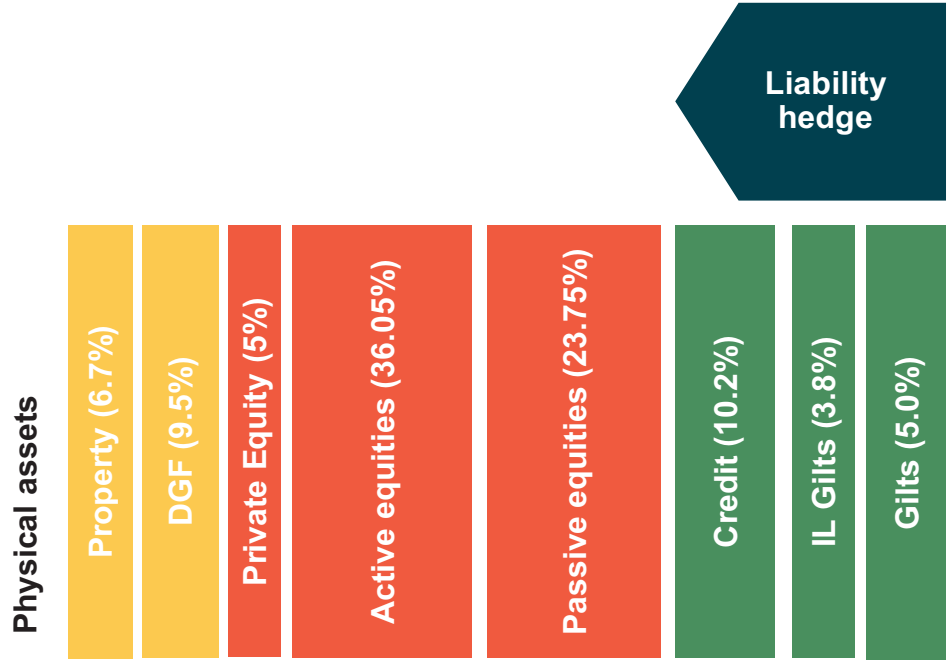 Liability
hedge
Physical assets
Property (6.7%)
DGF (9.5%)
Private Equity (5%)
Active equities (36.05%)
Passive equities (23.75%)
Credit (10.2%)
IL Gilts (3.8%)
Gilts (5.0%)